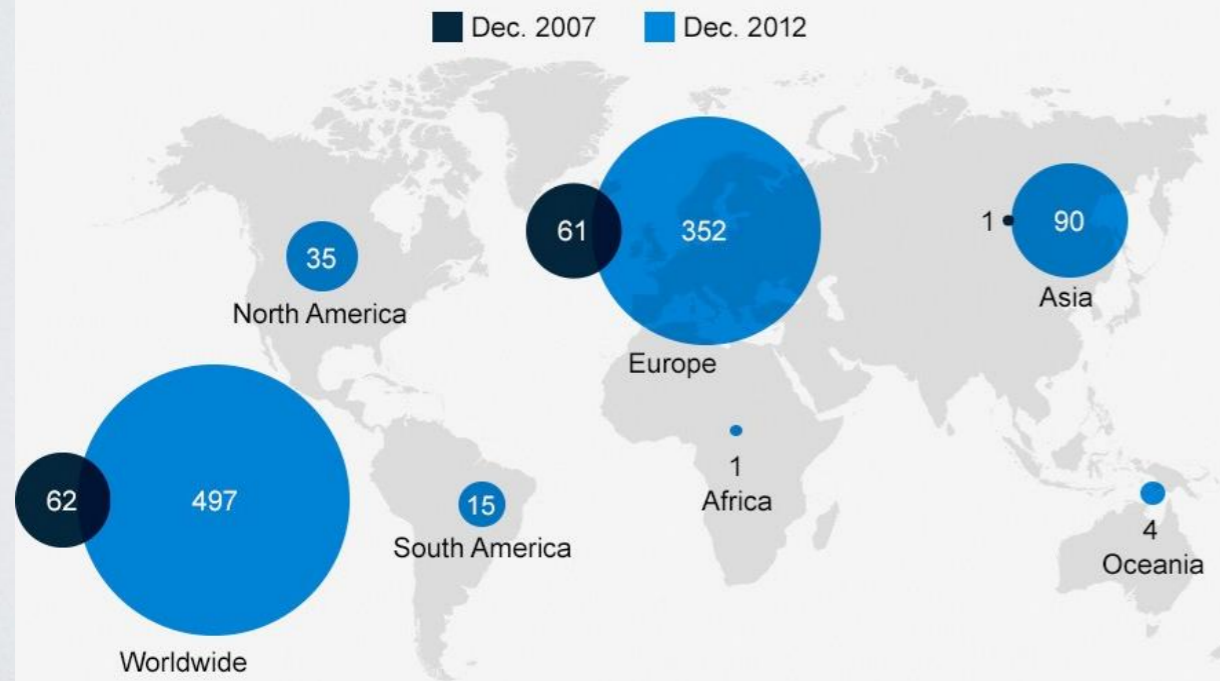 Dec. 2007 Dec. 2012
61 352
Europe
1 90
Asia
35
North America
62 497
Worldwide
15
South America
1
Africa
4
Oceania